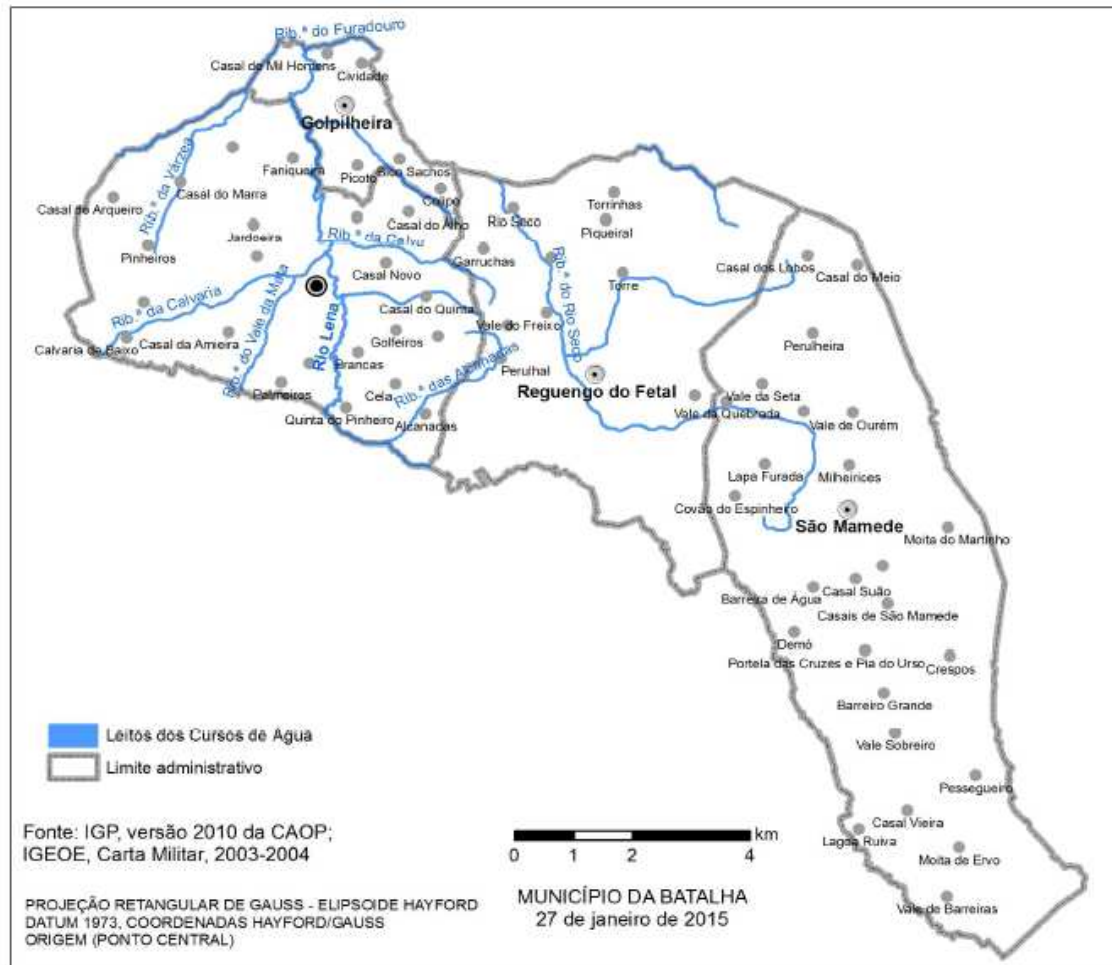 Rib.ª do Furadouro
Casal de Mil Homens
Cividade
Golpilheira
Rib.ª da Várzea
Faniqueira
Picoto
Bico Sachos
Casal do Marra
Casal do Arqueiro
Colipo
Casal do Alho
Rio Seco
Torrinhas
Piqueiral
Jardoeira
Rib.ª da Calvaria
Pinheiros
Garruchas
Casal Novo
Torre
Casal dos Lobos
Casal do Meio
Rib.ª da Calvaria
Rib.ª do Vale da Mata
Rio Lena
Casal do Quinta
Vale do Freixo
Rib.ª do Rio Seco
Calvaria de Baixo
Casal da Amieira
Golfeiros
Brancas
Perulhal
Perulheira
Rib.ª das Alcanadas
Palmeiros
Cela
Reguengo do Fetal
Vale da Seta
Quinta do Pinheiro
Alcanadas
Vale da Quebrada
Vale de Ourém
Lapa Furada
Milheirices
Covão do Espinheiro
São Mamede
Moita do Martinho
Barreira de Água
Casal Suão
Casais de São Mamede
Demó
Portela das Cruzes e Pia do Urso
Crespos
Barreiro Grande
Vale Sobreiro
Pessegueiro
Casal Vieira
Lagoa Ruiva
Moita de Ervo
Vale de Barreiras
Leitos dos Cursos de Água
Limite administrativo
Fonte: IGP, versão 2010 da CAOP;
IGEOE, Carta Militar, 2003-2004
km
0 1 2 4
PROJEÇÃO RETANGULAR DE GAUSS - ELIPSOIDE HAYFORD
DATUM 1973, COORDENADAS HAYFORD/GAUSS
ORIGEM (PONTO CENTRAL)
MUNICÍPIO DA BATALHA
27 de janeiro de 2015